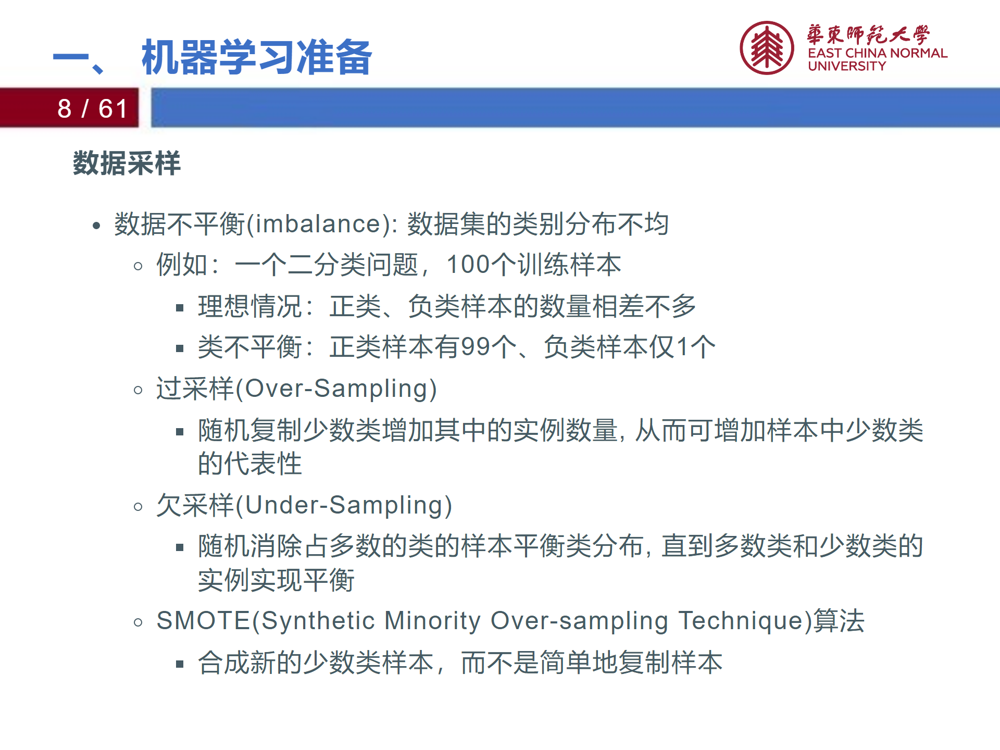 一、 机器学习准备
華東師範大學
EAST CHINA NORMAL
UNIVERSITY
8 / 61
数据采样
• 数据不平衡(imbalance): 数据集的类别分布不均
○ 例如：一个二分类问题，100个训练样本
▪ 理想情况：正类、负类样本的数量相差不多
▪ 类不平衡：正类样本有99个、负类样本仅1个
○ 过采样(Over-Sampling)
▪ 随机复制少数类增加其中的实例数量, 从而可增加样本中少数类
的代表性
○ 欠采样(Under-Sampling)
▪ 随机消除占多数的类的样本平衡类分布, 直到多数类和少数类的
实例实现平衡
○ SMOTE(Synthetic Minority Over-sampling Technique)算法
▪ 合成新的少数类样本，而不是简单地复制样本